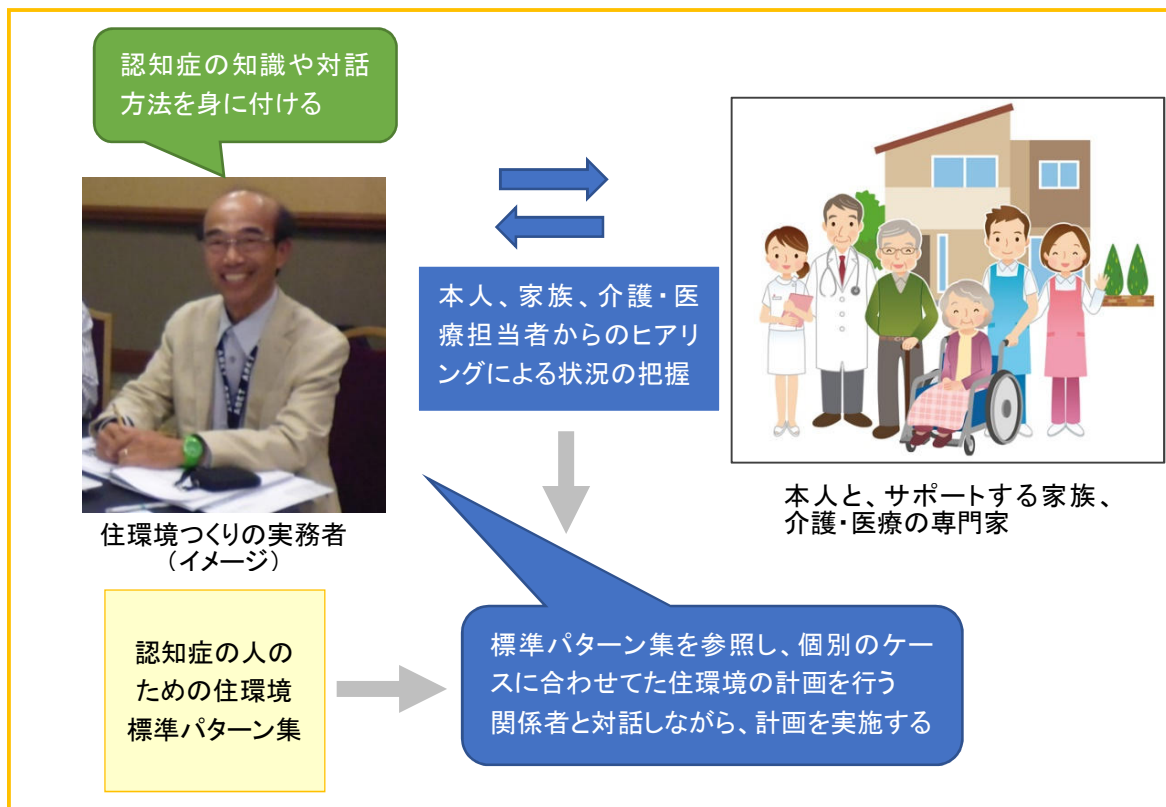 認知症の知識や対話
方法を身に付ける
本人、家族、介護・医
療担当者からのヒアリ
ングによる状況の把握
住環境つくりの実務者
（イメージ）
本人と、サポートする家族、
介護・医療の専門家
認知症の人の
ための住環境
標準パターン集
標準パターン集を参照し、個別のケー
スに合わせてた住環境の計画を行う
関係者と対話しながら、計画を実施する